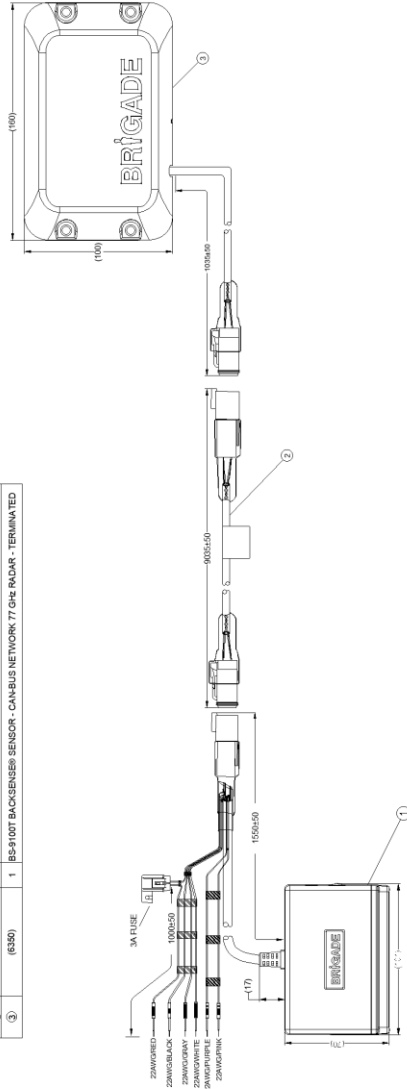 ③ (6350) 1 BS-9100T BACKSENSE® SENSOR - CAN-BUS NETWORK 77 GHz RADAR - TERMINATED
(160)
(100)
BRIGADE
3
1035±50
9035±50
2
1550±50
3A FUSE
1000±50
22AWG/RED
22AWG/BLACK
22AWG/GRAY
22AWG/WHITE
2AWG/PURPLE
22AWG/PINK
(17)
BRIGADE
1